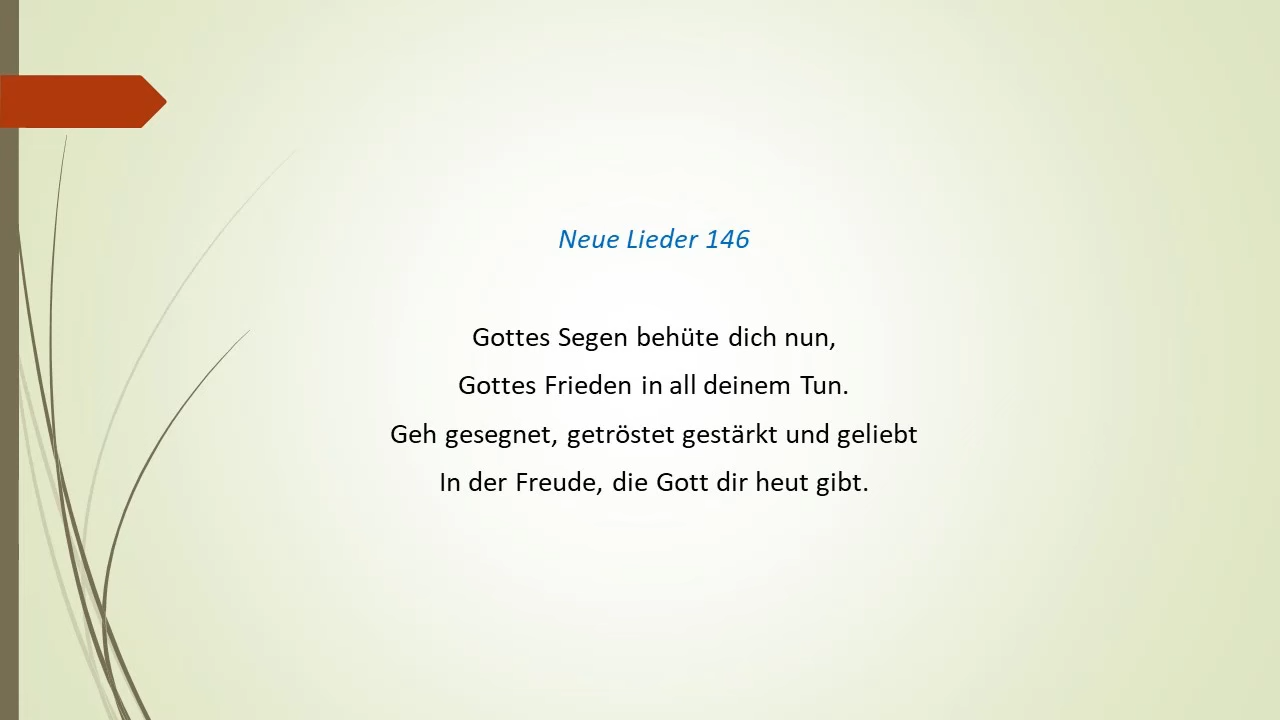 Neue Lieder 146
Gottes Segen behüte dich nun,
Gottes Frieden in all deinem Tun.
Geh gesegnet, getröstet gestärkt und geliebt
In der Freude, die Gott dir heut gibt.